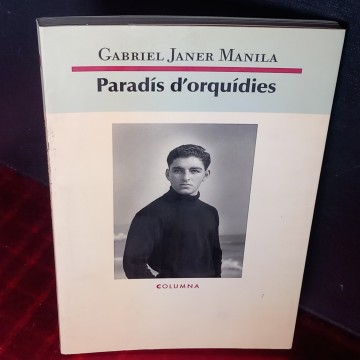 GABRIEL JANER MANILA
Paradís d'orquídies
COLUMNA